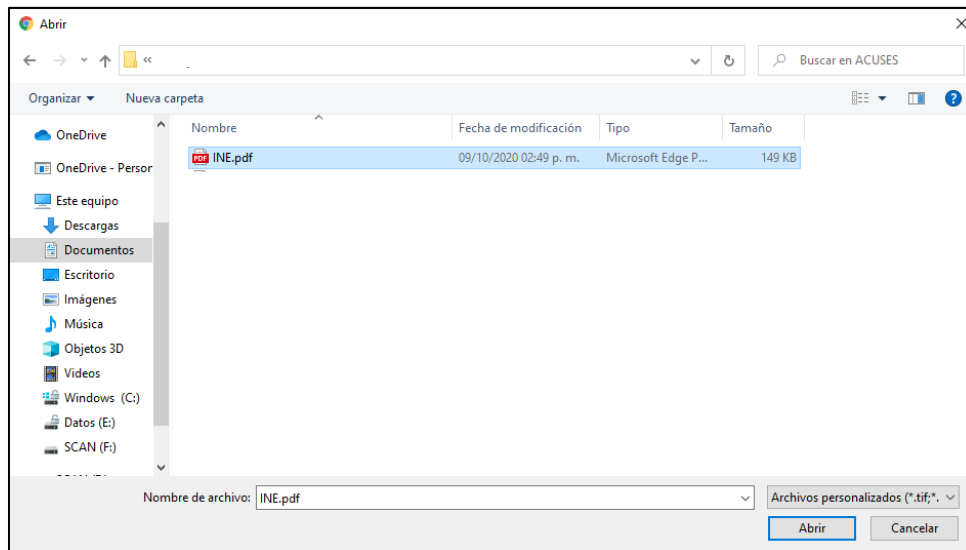 Abrir
«
Buscar en ACUSES
Organizar
Nueva carpeta
?
Nombre
Fecha de modificación
Tipo
Tamaño
PDF INE.pdf
09/10/2020 02:49 p. m.
Microsoft Edge P...
149 KB
OneDrive
OneDrive - Person
Este equipo
Descargas
Documentos
Escritorio
Imágenes
Música
Objetos 3D
Videos
Windows (C:)
Datos (E:)
SCAN (F:)
Nombre de archivo: INE.pdf
Archivos personalizados (*.tif;*.
Abrir
Cancelar